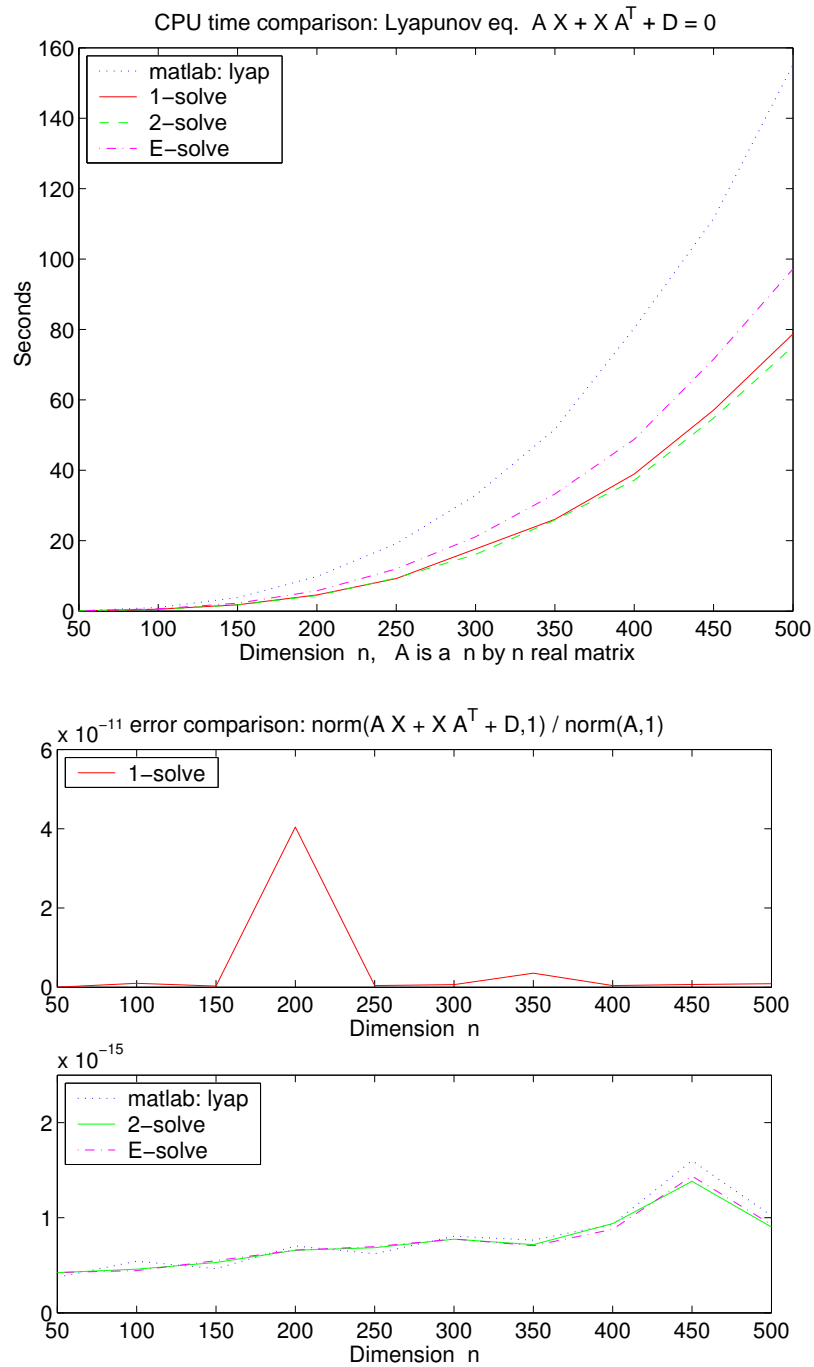 CPU time comparison: Lyapunov eq. A X + X A^T + D = 0
160
140
120
100
80
60
40
20
0
Seconds
matlab: lyap
1−solve
2−solve
E−solve
50 100 150 200 250 300 350 400 450 500
Dimension n, A is a n by n real matrix
x 10^−11 error comparison: norm(A X + X A^T + D,1) / norm(A,1)
6
4
2
0
1−solve
50 100 150 200 250 300 350 400 450 500
Dimension n
x 10^−15
2
1
0
matlab: lyap
2−solve
E−solve
50 100 150 200 250 300 350 400 450 500
Dimension n